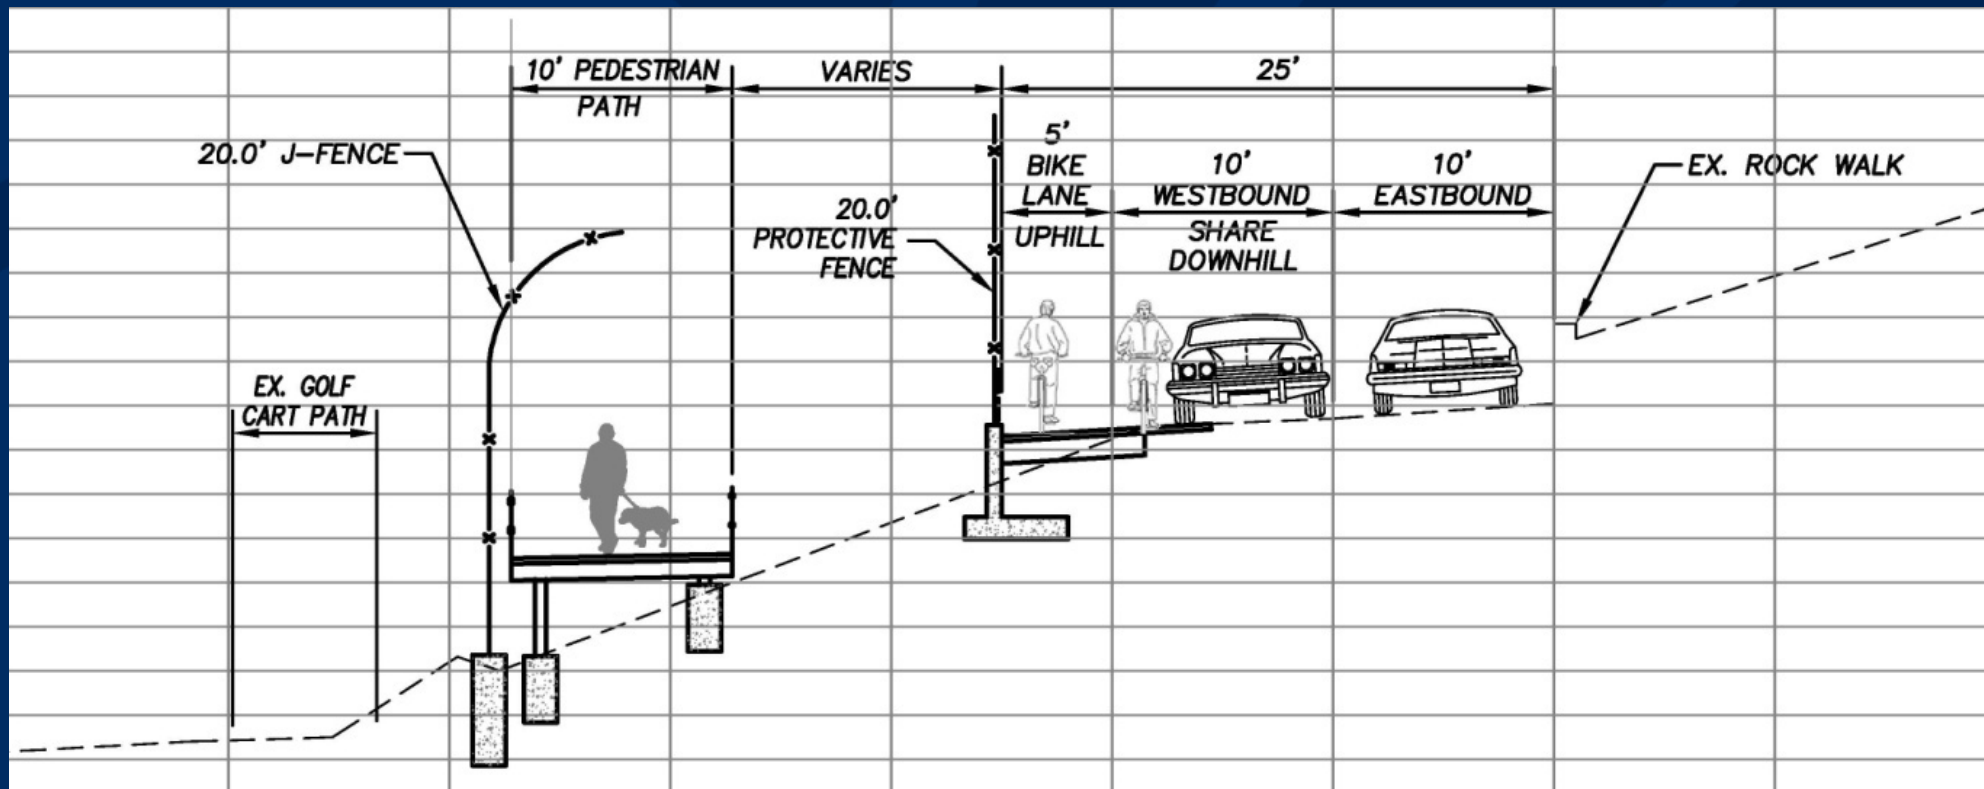 10' PEDESTRIAN
PATH
VARIES
25'
20.0' J-FENCE
20.0'
PROTECTIVE
FENCE
5'
BIKE
LANE
UPHILL
10'
WESTBOUND
SHARE
DOWNHILL
10'
EASTBOUND
EX. ROCK WALK
EX. GOLF
CART PATH